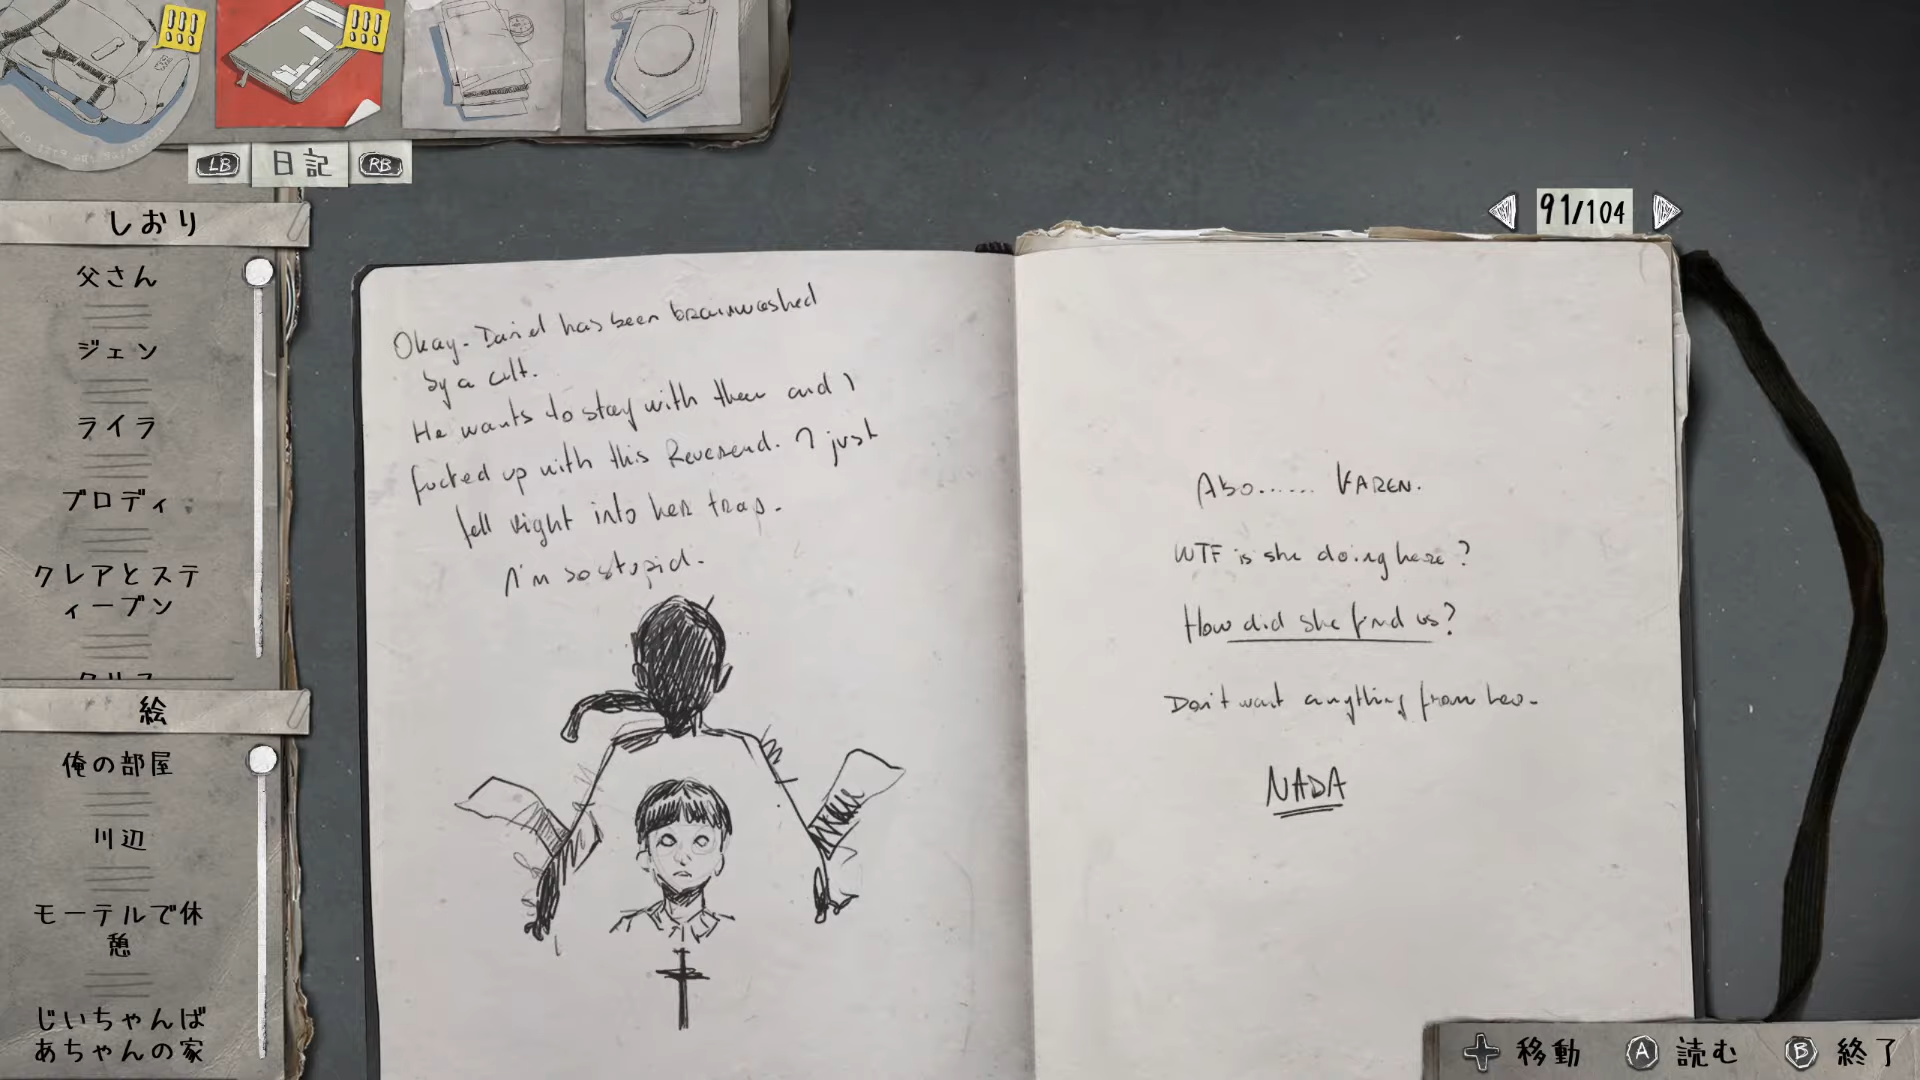 LB
日記
RB
しおり
父さん
ジェン
ライラ
ブロディ
クレアとステ
ィーブン
絵
俺の部屋
川辺
モーテルで休
憩
じいちゃんば
あちゃんの家
91/104
Okay. Daniel has been brainwashed
by a cult.
He wants to stay with them and I
fucked up with this Reverend. I just
fell right into her trap.
I'm so stupid.
Also...... KAREN.
WTF is she doing here?
How did she find us?
Don't want anything from her.
NADA
移動
A 読む
B 終了